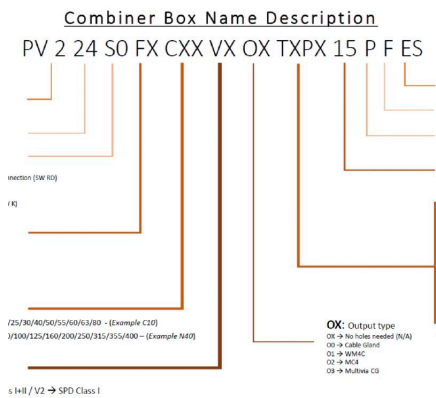 Combiner Box Name Description
PV 2 24 S0 FX CXX VX OX TXPX 15 P F ES
nnection (SW RD)
/ K)
/25/30/40/50/55/60/63/80 - (Example C10)
)/100/125/160/200/250/315/355/400 – (Example N40)
OX: Output type
OX → No holes needed (N/A)
O0 → Cable Gland
O1 → WM4C
O2 → MC4
O3 → Multivia CG
s I+II / V2 → SPD Class I